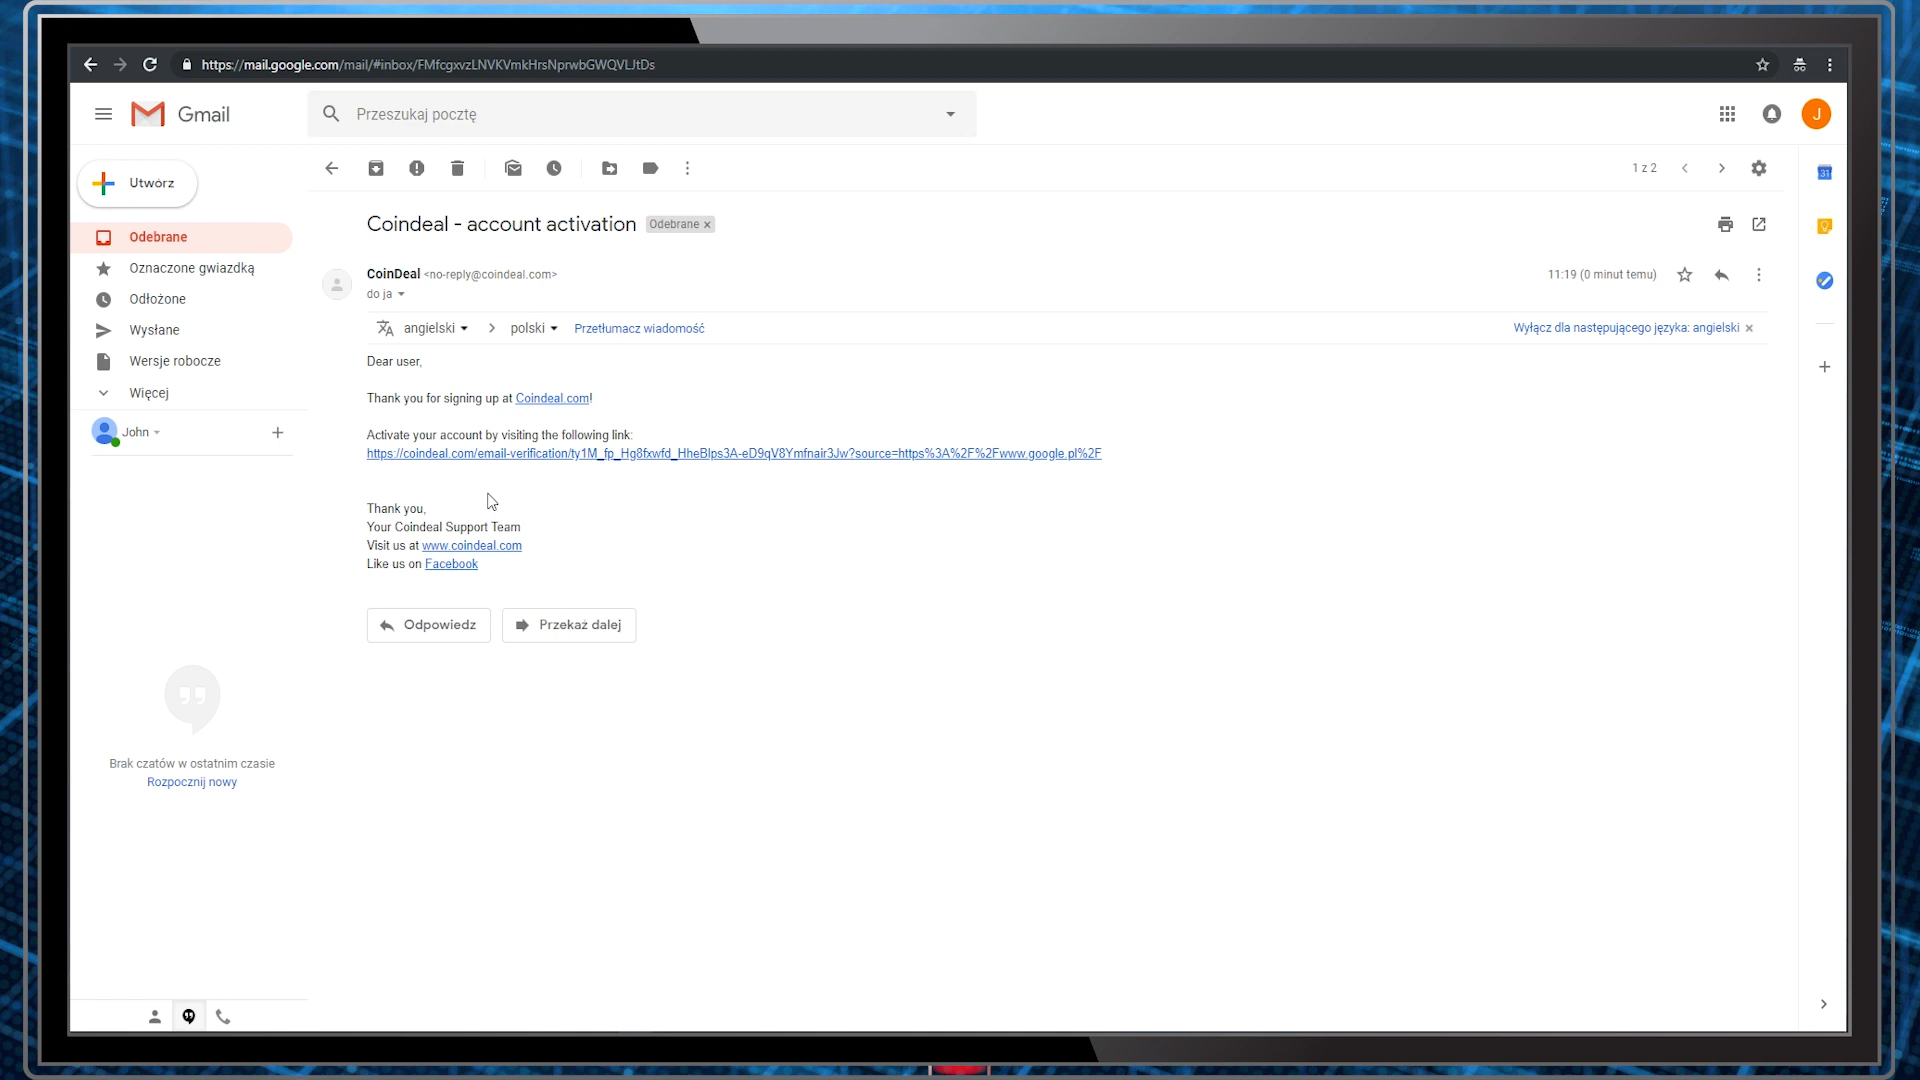 https://mail.google.com/mail/#inbox/FMfcgxvzLNVKVmkHrsNprwbGWQVLJtDs
Gmail
Przeszukaj pocztę
J
Utwórz
1 z 2
31
Odebrane
Oznaczone gwiazdką
Odłożone
Wysłane
Wersje robocze
Więcej
John
Coindeal - account activation Odebrane x
CoinDeal <no-reply@coindeal.com>
11:19 (0 minut temu)
do ja
angielski > polski Przetłumacz wiadomość
Wyłącz dla następującego języka: angielski x
Dear user,
Thank you for signing up at Coindeal.com!
Activate your account by visiting the following link:
https://coindeal.com/email-verification/ty1M_fp_Hg8fxwfd_HheBlps3A-eD9qV8Ymfnair3Jw?source=https%3A%2F%2Fwww.google.pl%2F
Thank you,
Your Coindeal Support Team
Visit us at www.coindeal.com
Like us on Facebook
Odpowiedz
Przekaż dalej
Brak czatów w ostatnim czasie
Rozpocznij nowy